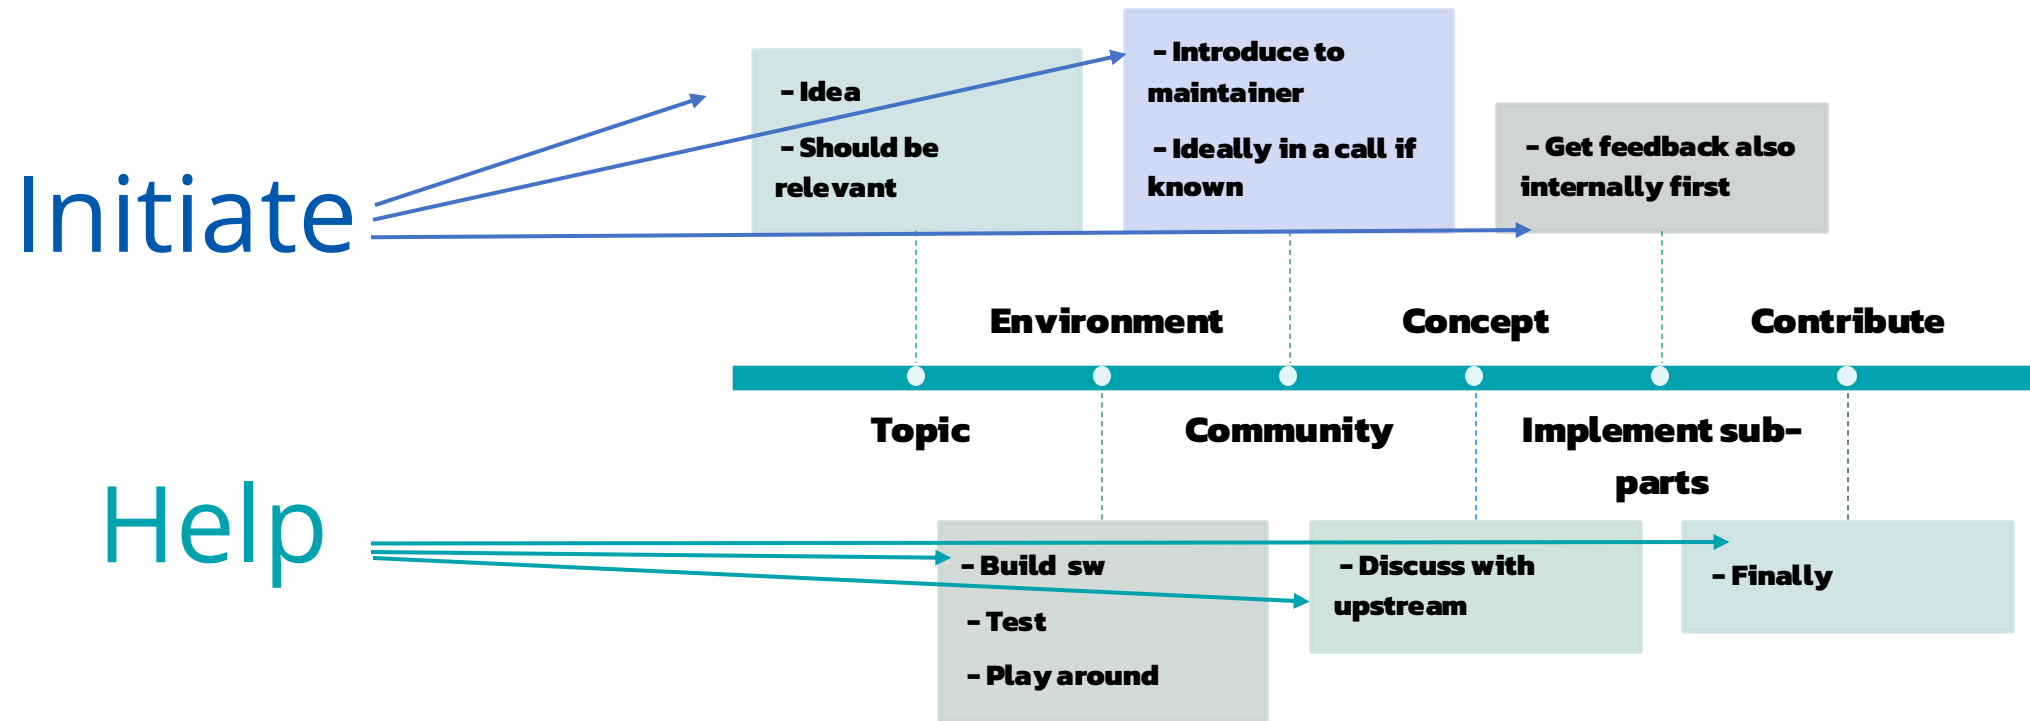 - Idea
- Should be
relevant
- Introduce to
maintainer
- Ideally in a call if
known
- Get feedback also
internally first
Initiate
Environment
Concept
Contribute
Topic
Community
Implement sub-
parts
Help
- Build sw
- Test
- Play around
- Discuss with
upstream
- Finally